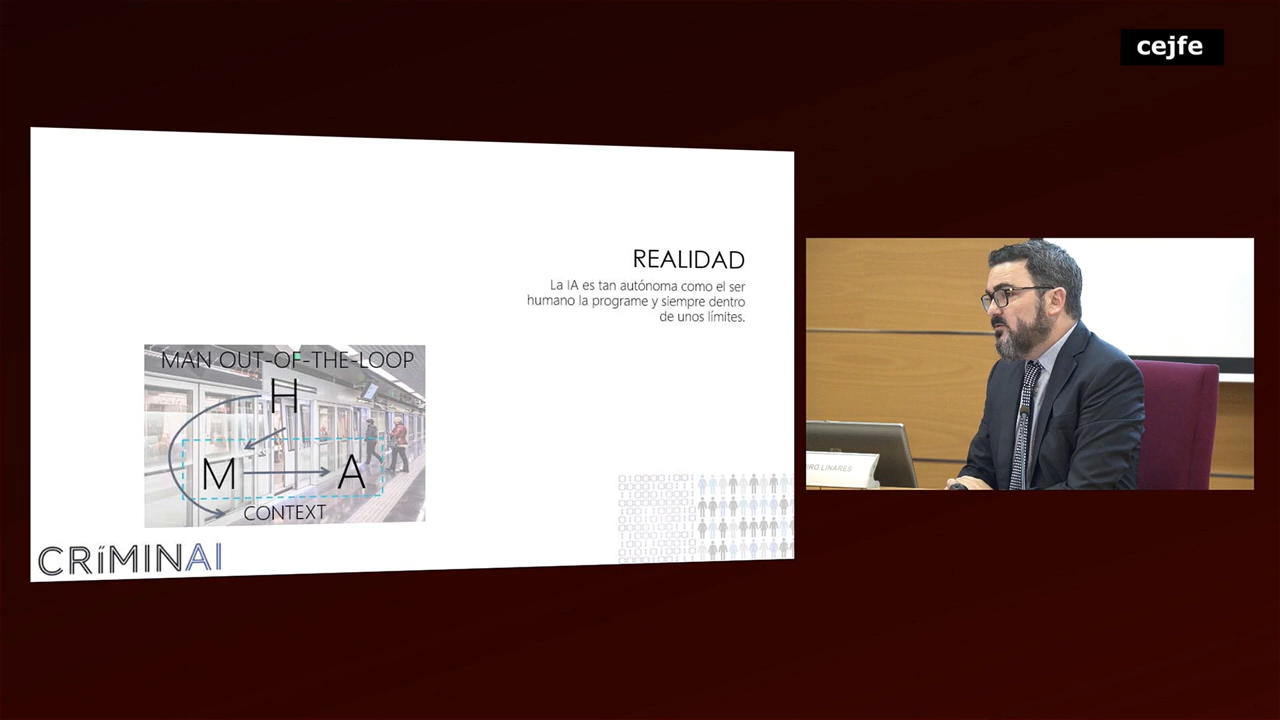 cejfe
REALIDAD
La IA es tan autónoma como el ser
humano la programe y siempre dentro
de unos límites.
MAN OUT-OF-THE-LOOP
H
M
A
CONTEXT
CRíMINAI
LINARES